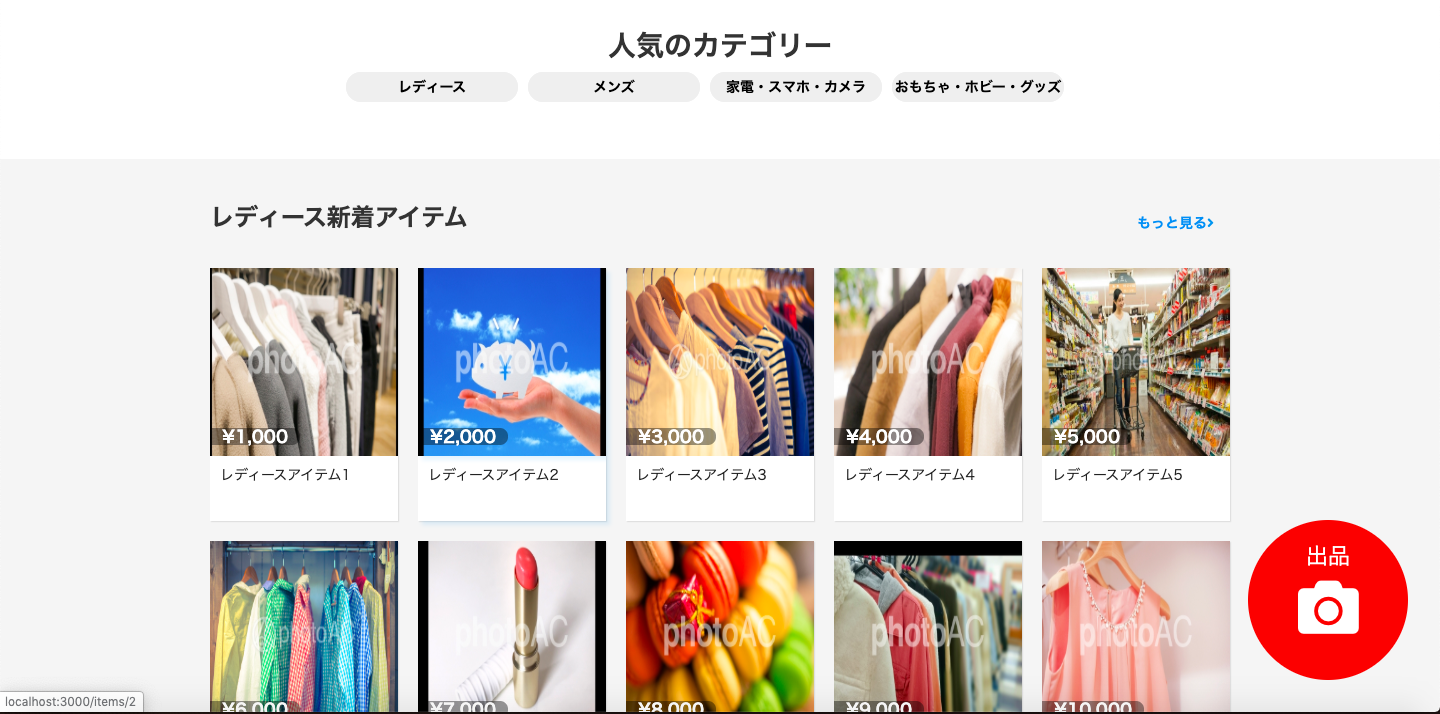 人気のカテゴリー
レディース
メンズ
家電・スマホ・カメラ
おもちゃ・ホビー・グッズ
レディース新着アイテム
もっと見る
photoAC
photoAC
photoAC
photoAC
photoAC
¥1,000
¥2,000
¥3,000
¥4,000
¥5,000
レディースアイテム1
レディースアイテム2
レディースアイテム3
レディースアイテム4
レディースアイテム5
出品
photoAC
photoAC
photoAC
photoAC
photoAC
¥6,000
¥7,000
¥8,000
¥9,000
¥10,000
localhost:3000/items/2